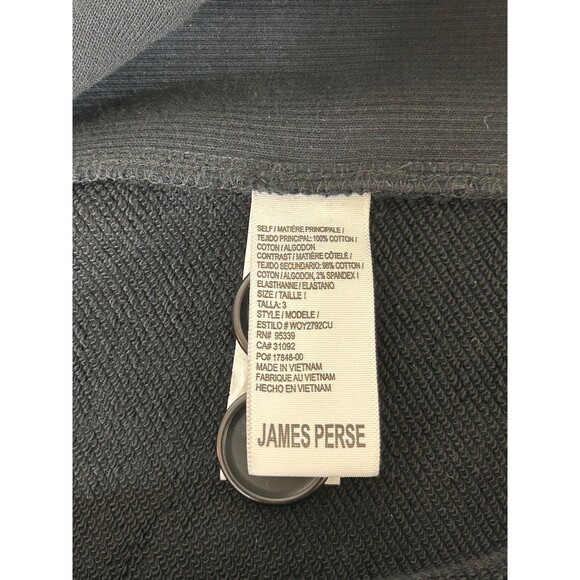 SELF / MATIÈRE PRINCIPALE /
TEJIDO PRINCIPAL: 100% COTTON /
COTON / ALGODON
CONTRAST / MATIÈRE CÔTELÉ /
TEJIDO SECUNDARIO: 98% COTTON /
COTON / ALGODON, 2% SPANDEX /
ELASTHANNE / ELASTANO
SIZE / TAILLE /
TALLA: 3
STYLE / MODELE /
ESTILO # WOY2792CU
RN# 95339
CA# 31092
PO# 17848-00
MADE IN VIETNAM
FABRIQUE AU VIETNAM
HECHO EN VIETNAM
JAMES PERSE